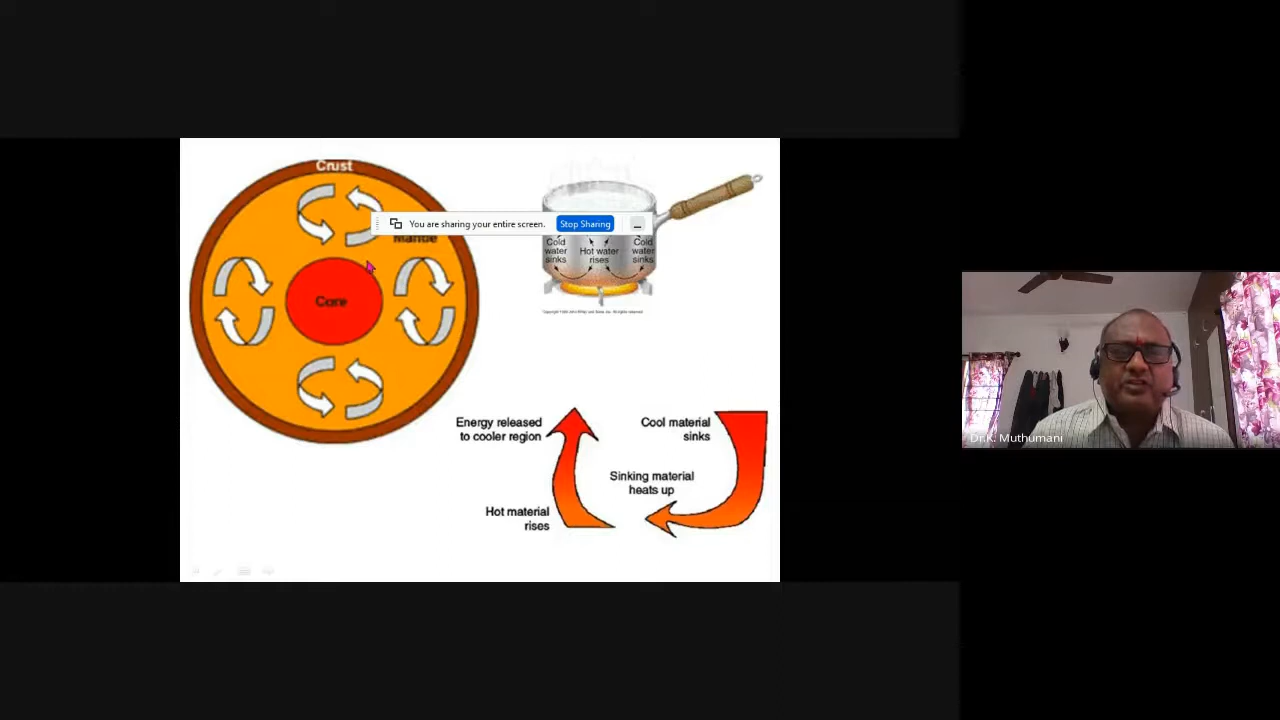 Crust
You are sharing your entire screen.
Stop Sharing
Mantle
Core
Cold
water
sinks
Hot water
rises
Cold
water
sinks
Energy released
to cooler region
Cool material
sinks
Sinking material
heats up
Hot material
rises
Dr.K. Muthumani